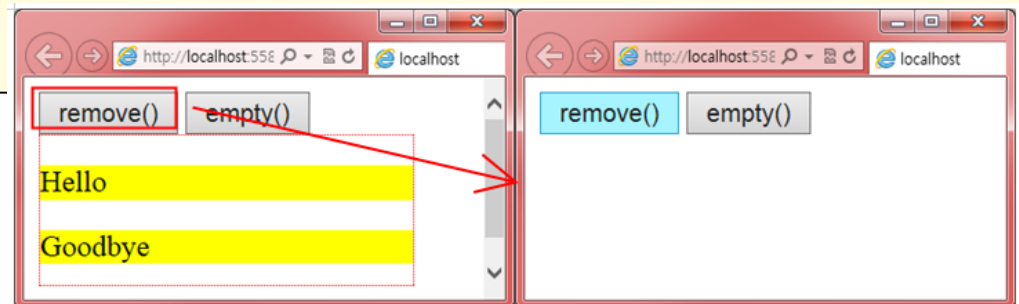 http://localhost:558
localhost
remove() empty()
Hello
Goodbye
http://localhost:558
localhost
remove() empty()